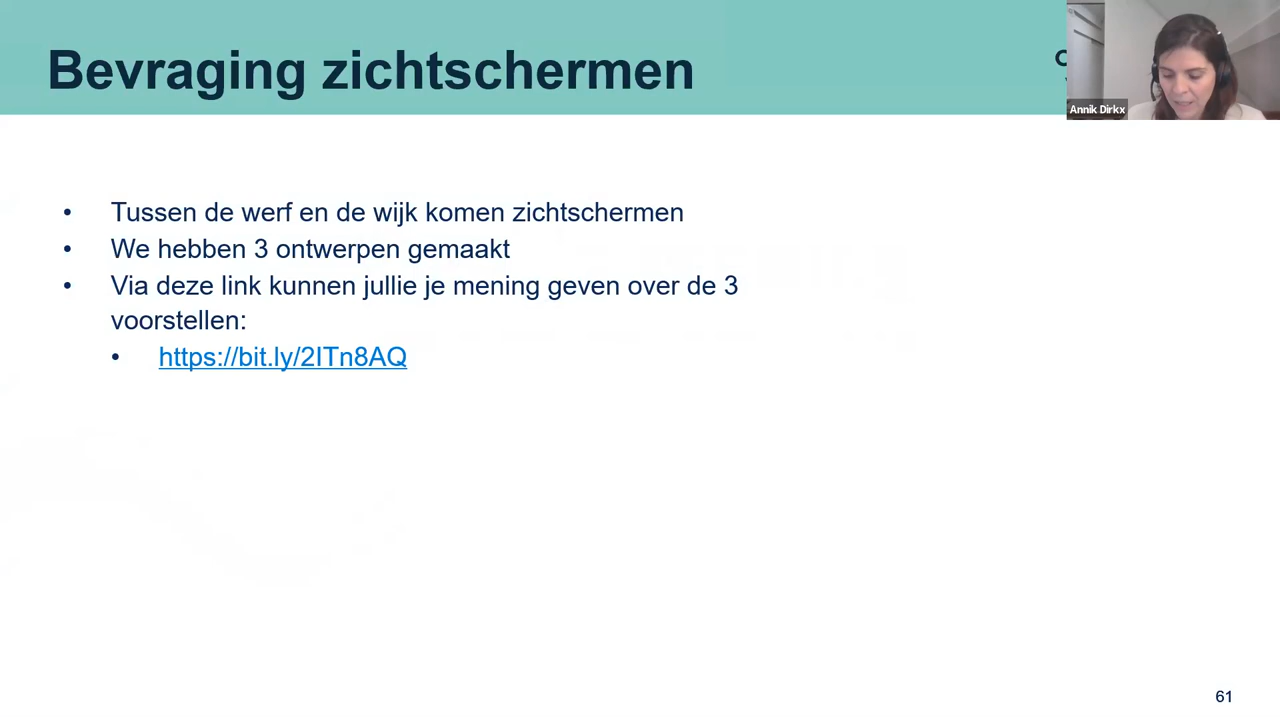 Bevraging zichtschermen
Annik Dirkx
• Tussen de werf en de wijk komen zichtschermen
• We hebben 3 ontwerpen gemaakt
• Via deze link kunnen jullie je mening geven over de 3
voorstellen:
• https://bit.ly/2ITn8AQ
61